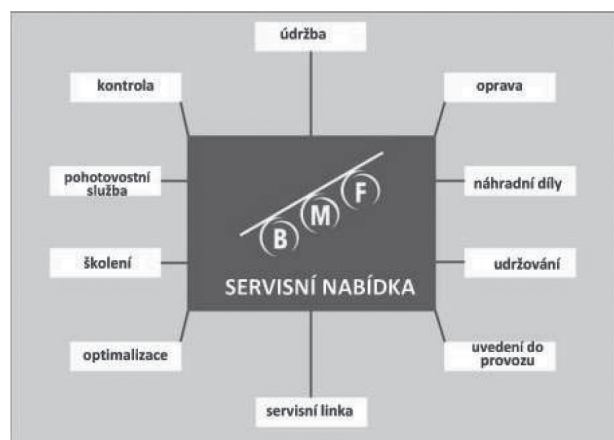 údržba
kontrola
oprava
pohotovostní
služba
náhradní díly
B M F
školení
udržování
SERVISNÍ NABÍDKA
optimalizace
uvedení do
provozu
servisní linka